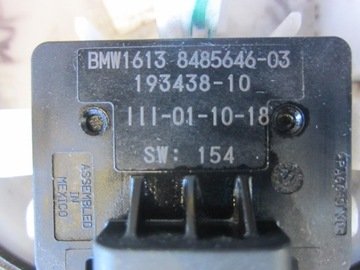 BMW1613 8485646-03
193438-10
III-01-10-18
SW: 154
ASSEMBLED
IN
MEXICO